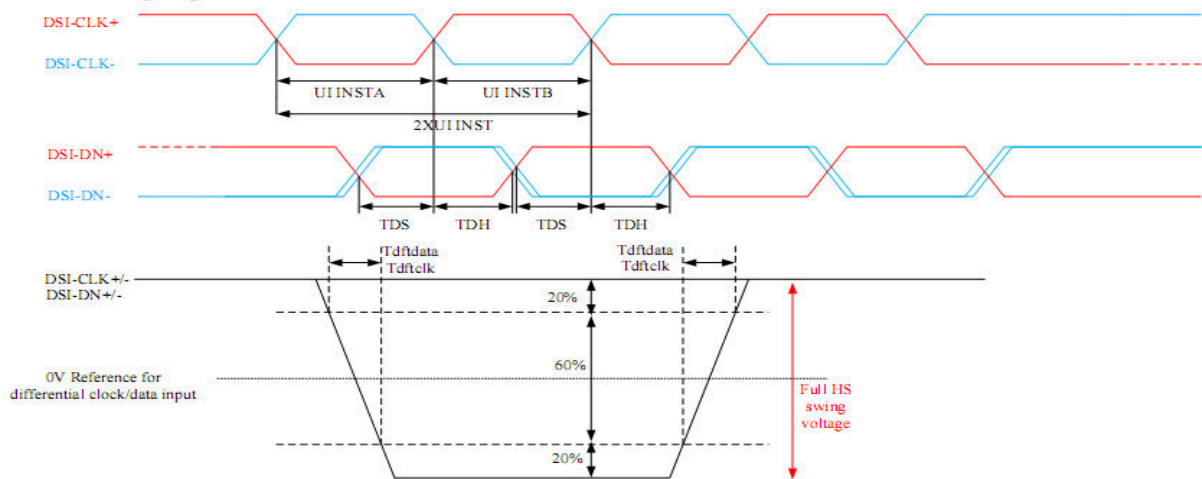 DSI-CLK+
DSI-CLK-
UI INSTA
UI INSTB
2XUI INST
DSI-DN+
DSI-DN-
TDS
TDH
TDS
TDH
Tdftdata
Tdftclk
Tdftdata
Tdftclk
DSI-CLK+/-
DSI-DN+/-
20%
60%
0V Reference for
differential clock/data input
Full HS
swing
voltage
20%